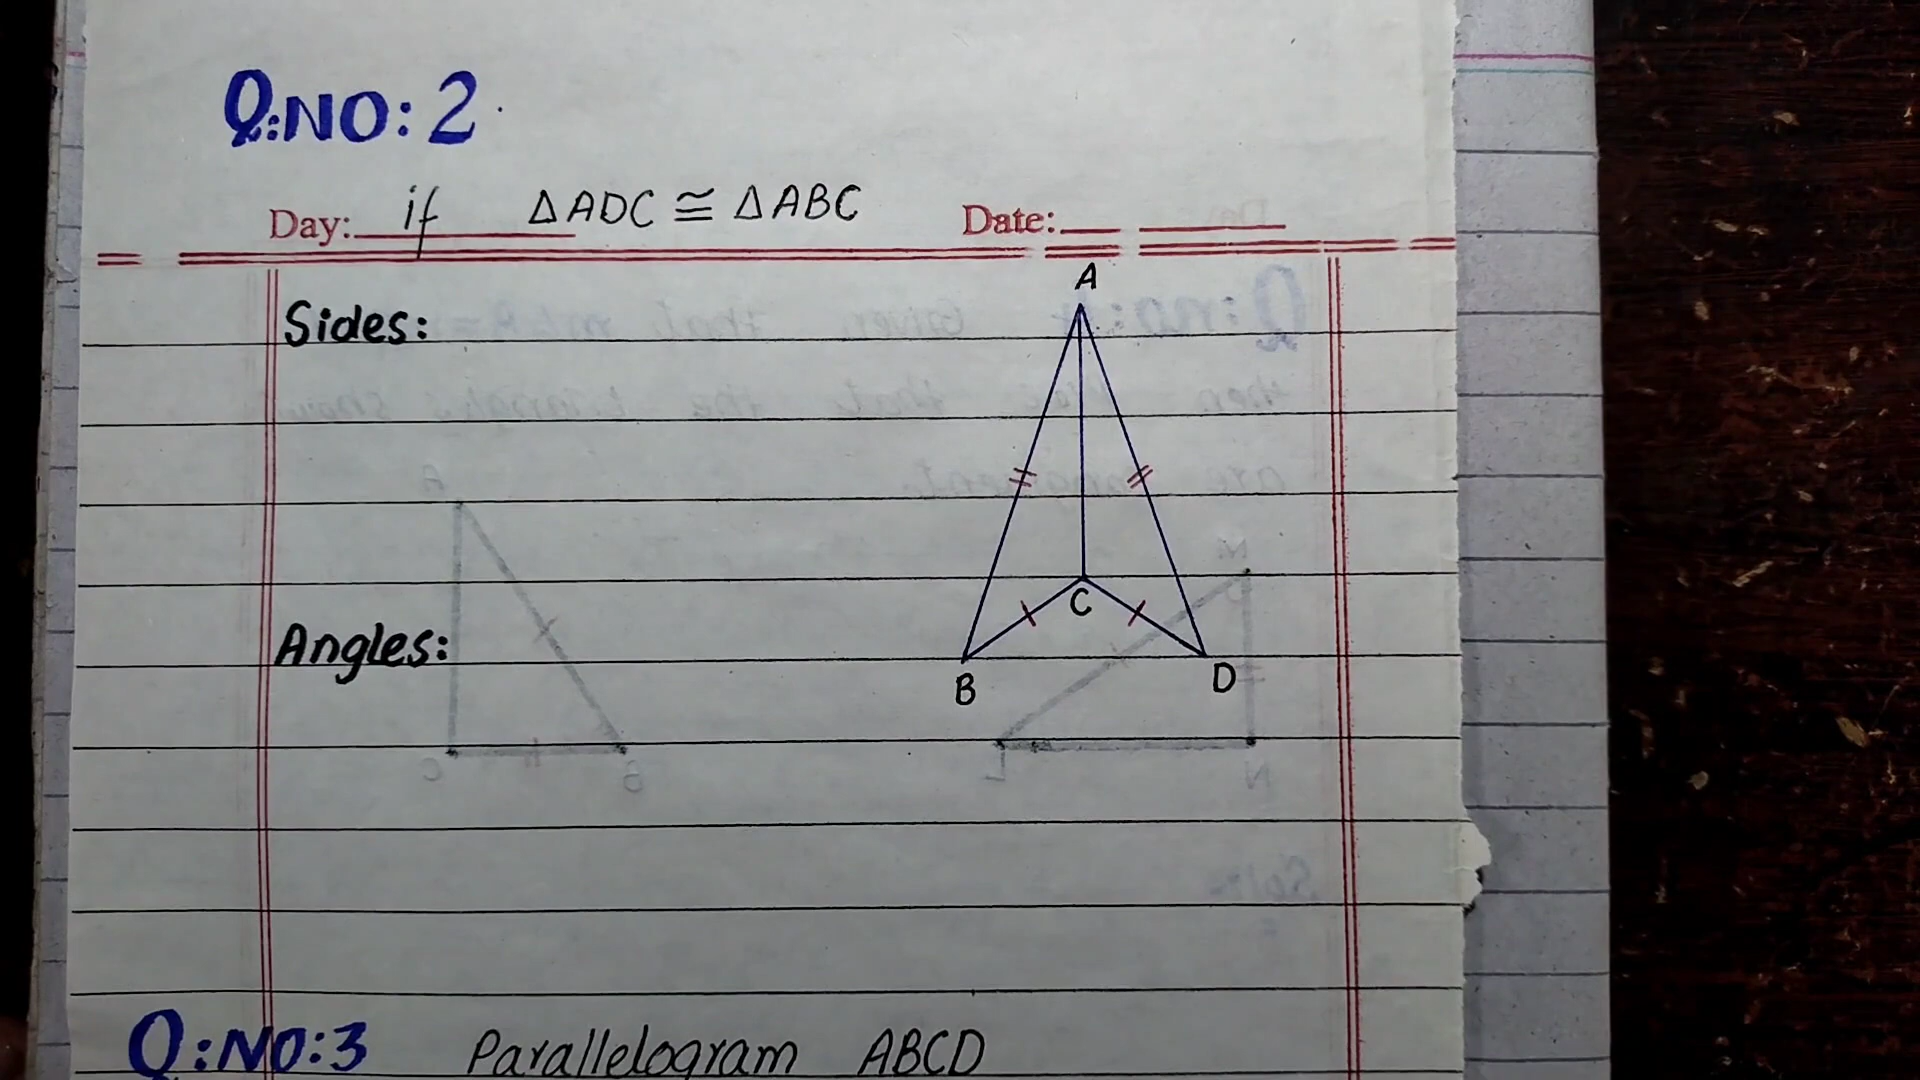 Q:NO:2
Day: if ΔADC ≅ ΔABC Date:
A
Sides:
C
Angles:
B D
Q:NO:3 Parallelogram ABCD